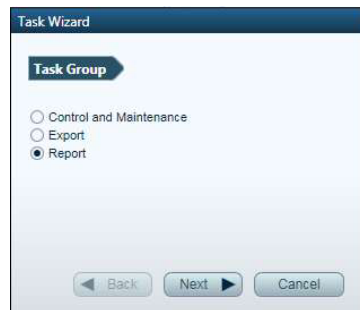 Task Wizard
Task Group
Control and Maintenance
Export
Report
Back Next Cancel